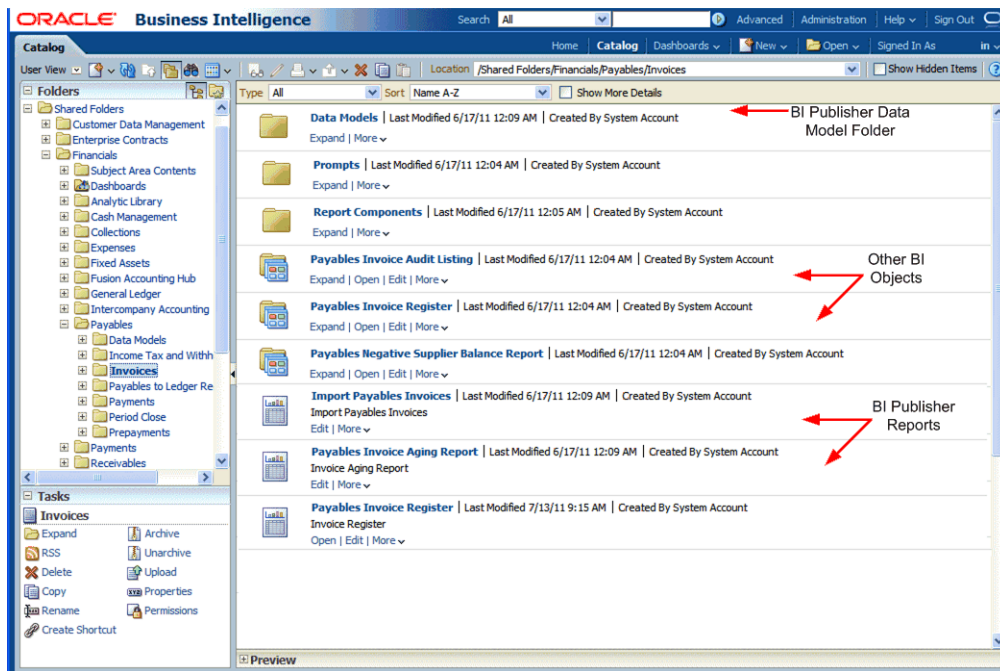 ORACLE Business Intelligence
Search All Advanced Administration Help Sign Out
Catalog
Home Catalog Dashboards New Open Signed In As in
User View Location /Shared Folders/Financials/Payables/Invoices Show Hidden Items
Folders
Type All Sort Name A-Z Show More Details
Shared Folders
Customer Data Management
Enterprise Contracts
Financials
Subject Area Contents
Dashboards
Analytic Library
Cash Management
Collections
Expenses
Fixed Assets
Fusion Accounting Hub
General Ledger
Intercompany Accounting
Payables
Data Models
Income Tax and Withh
Invoices
Payables to Ledger Re
Payments
Period Close
Prepayments
Payments
Receivables
Tasks
Invoices
Expand Archive
RSS Unarchive
Delete Upload
Copy Properties
Rename Permissions
Create Shortcut
Data Models | Last Modified 6/17/11 12:09 AM | Created By System Account
Expand | More
Prompts | Last Modified 6/17/11 12:04 AM | Created By System Account
Expand | More
Report Components | Last Modified 6/17/11 12:05 AM | Created By System Account
Expand | More
Payables Invoice Audit Listing | Last Modified 6/17/11 12:04 AM | Created By System Account
Expand | Open | Edit | More
Payables Invoice Register | Last Modified 6/17/11 12:04 AM | Created By System Account
Expand | Open | Edit | More
Payables Negative Supplier Balance Report | Last Modified 6/17/11 12:04 AM | Created By System Account
Expand | Open | Edit | More
Import Payables Invoices | Last Modified 6/17/11 12:09 AM | Created By System Account
Import Payables Invoices
Edit | More
Payables Invoice Aging Report | Last Modified 6/17/11 12:09 AM | Created By System Account
Invoice Aging Report
Edit | More
Payables Invoice Register | Last Modified 7/13/11 9:15 AM | Created By System Account
Invoice Register
Open | Edit | More
BI Publisher Data
Model Folder
Other BI
Objects
BI Publisher
Reports
Preview